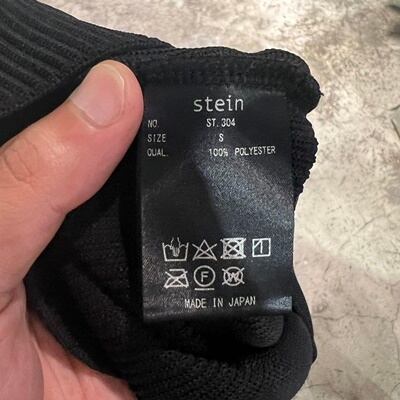 stein
NO. ST.304
SIZE S
QUAL. 100% POLYESTER
F W
MADE IN JAPAN